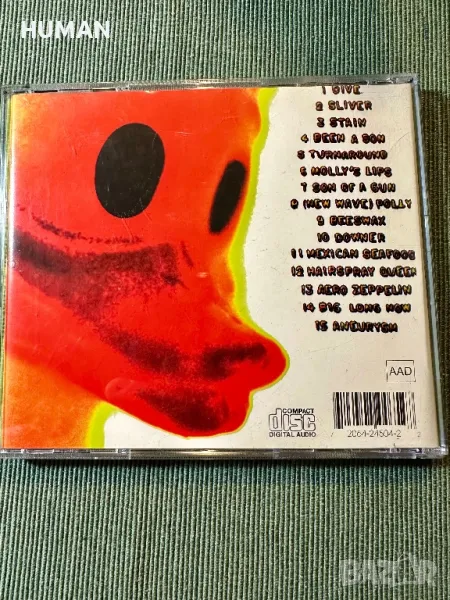 HUMAN
1 DIVE
2 SLIVER
3 STAIN
4 BEEN A SON
5 TURNAROUND
6 MOLLY'S LIPS
7 SON OF A GUN
8 (NEW WAVE) POLLY
9 BEESWAX
10 DOWNER
11 MEXICAN SEAFOOD
12 HAIRSPRAY QUEEN
13 AERO ZEPPELIN
14 BIG LONG NOW
15 ANEURYSM
AAD
COMPACT
disc
DIGITAL AUDIO
2064-24504-2
BAZAR